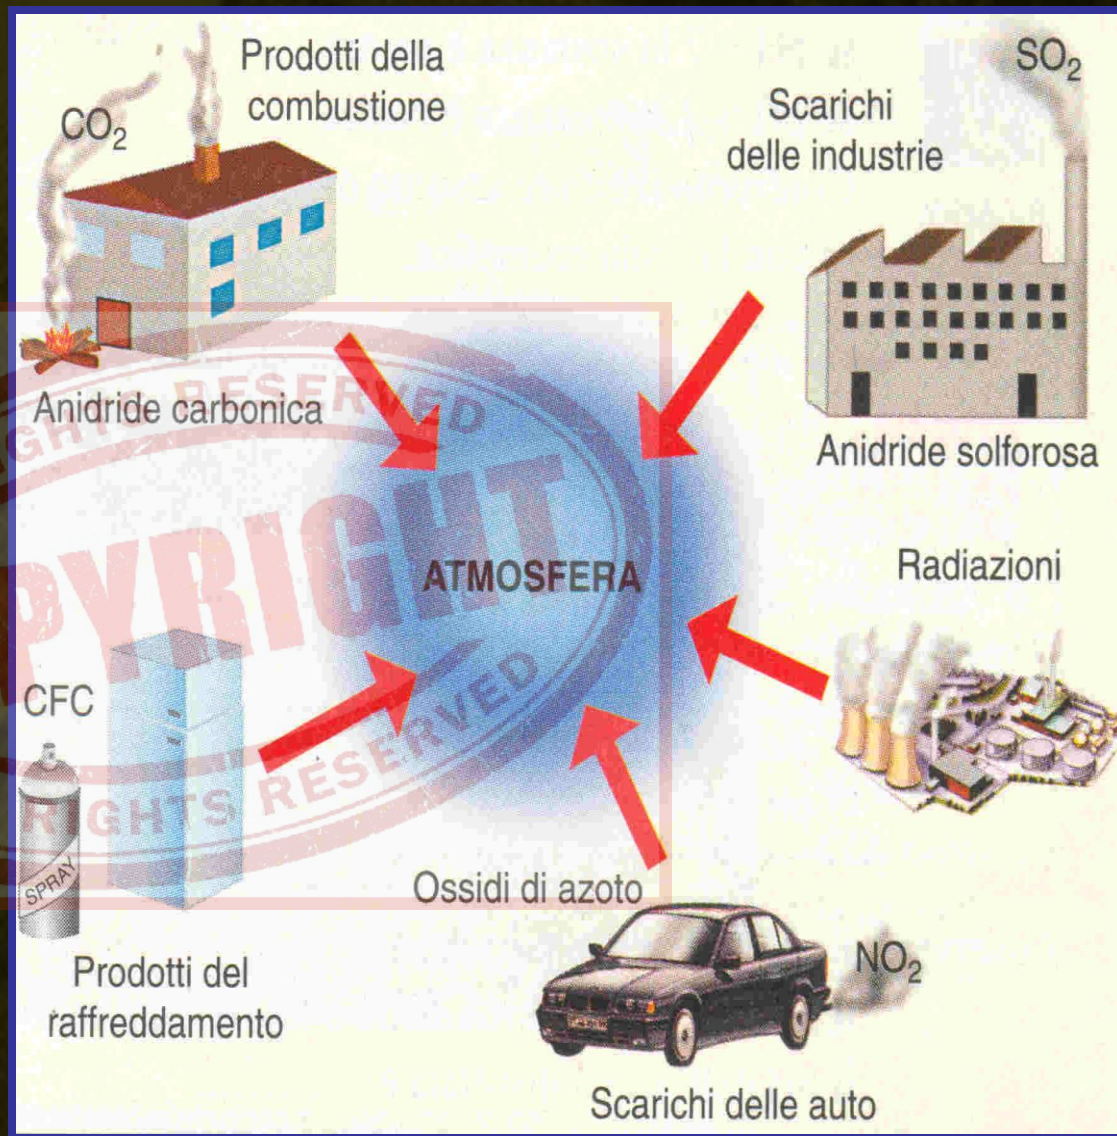 Prodotti della
combustione
CO₂
Anidride carbonica
SO₂
Scarichi
delle industrie
Anidride solforosa
ATMOSFERA
Radiazioni
CFC
SPRAY
Prodotti del
raffreddamento
Ossidi di azoto
NO₂
Scarichi delle auto
RIGHTS RESERVED
PYRIGHT
RIGHTS RESERVED